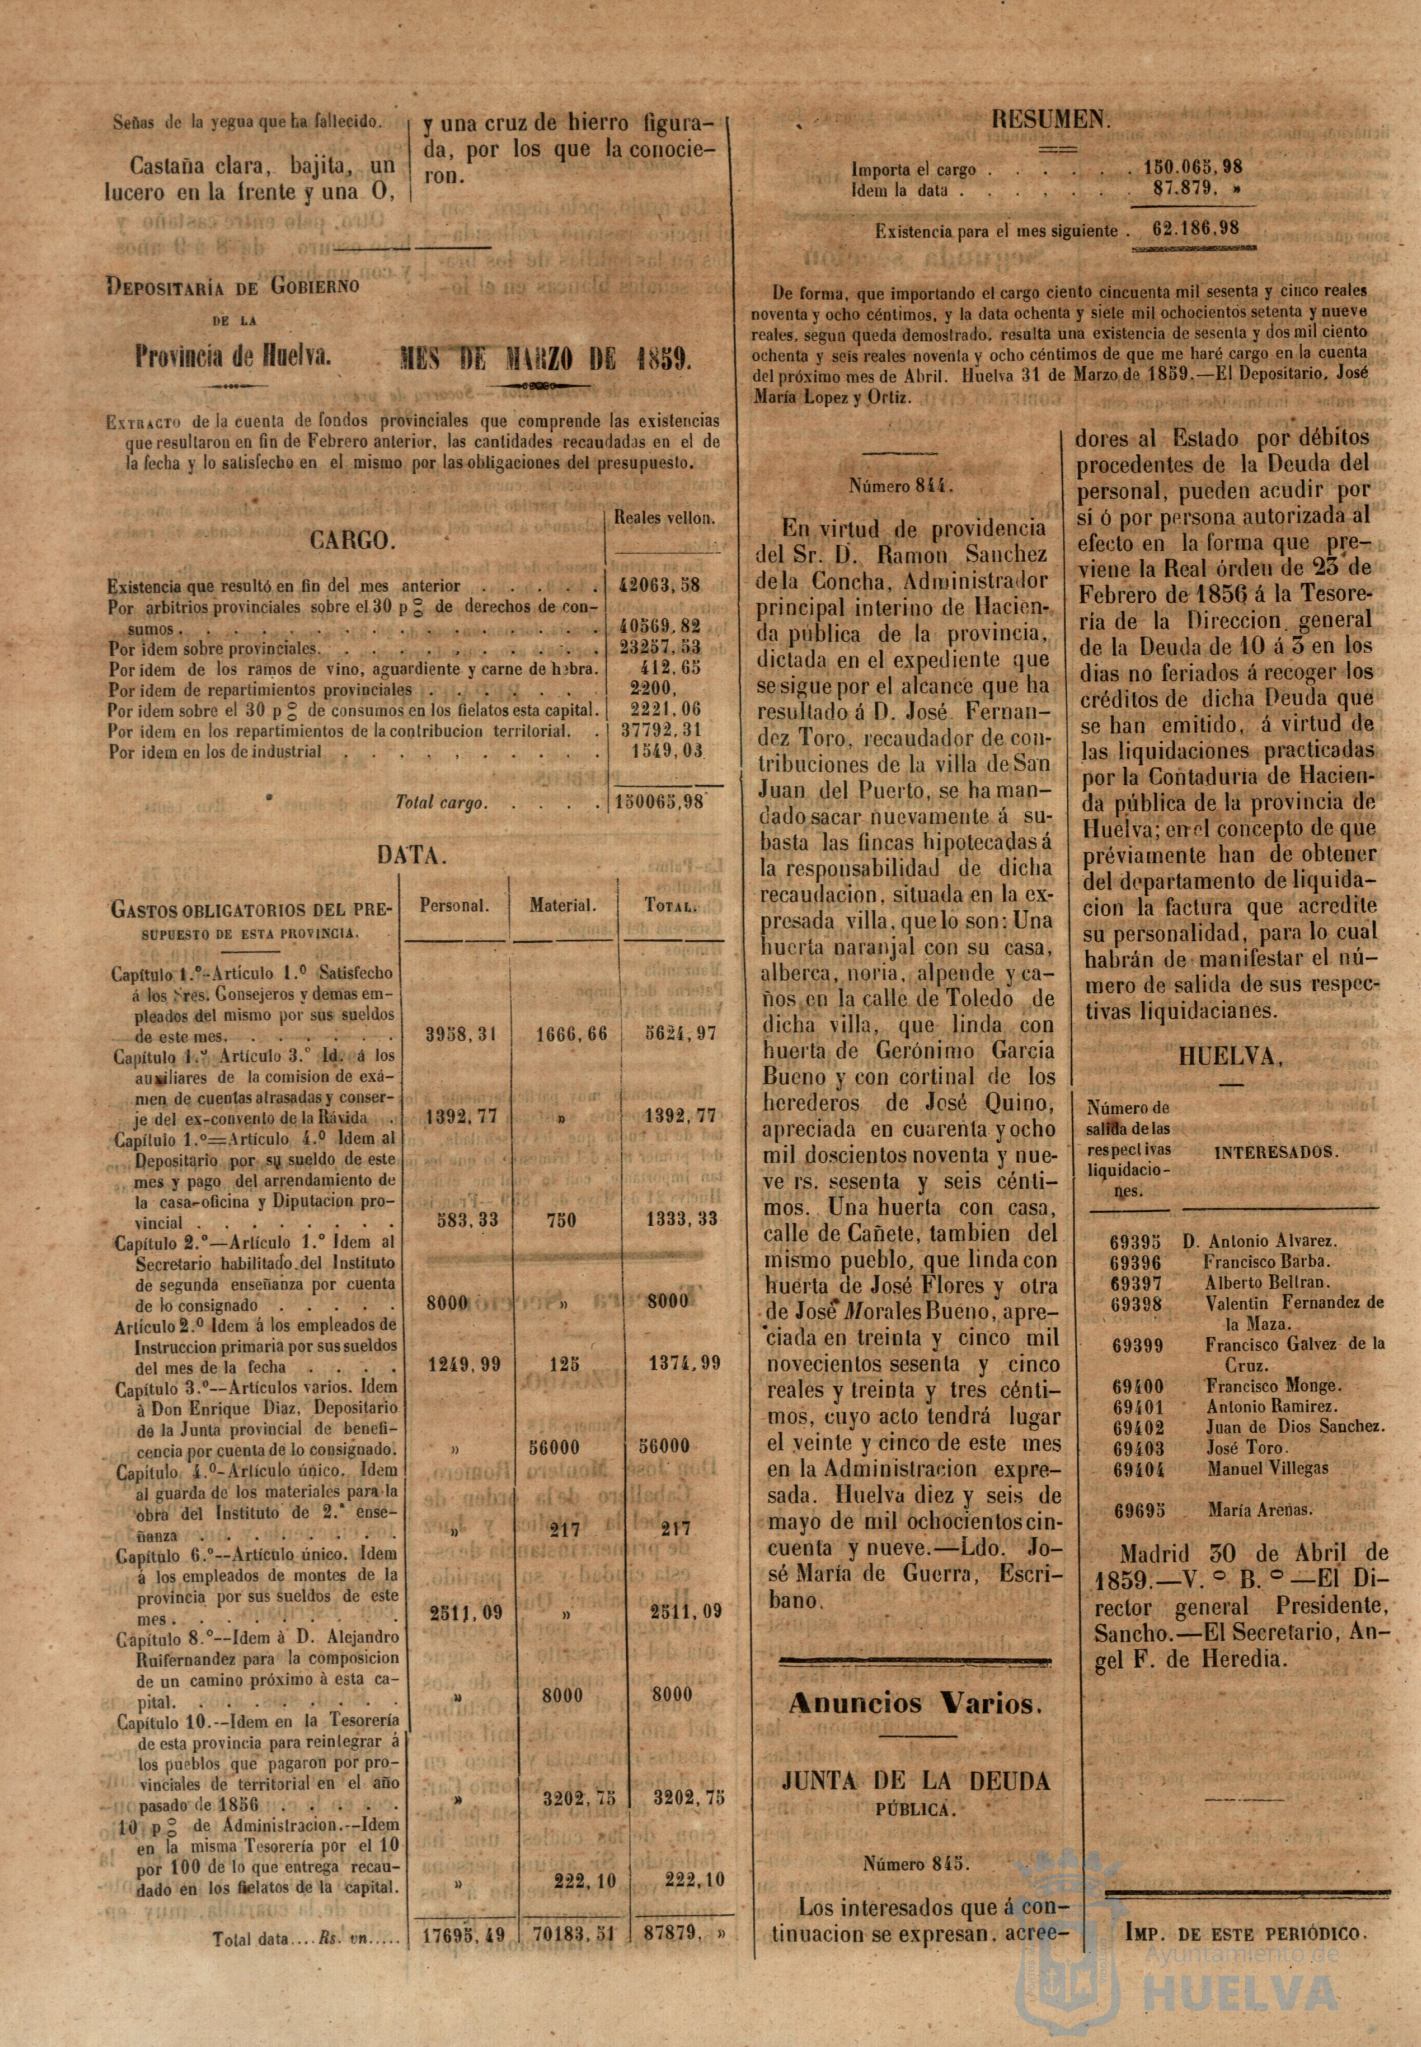 Señas de la yegua que ha fallecido.
Castaña clara, bajita, un
lucero en la frente y una O,
y una cruz de hierro figura-
da, por los que la conocie-
ron.
DEPOSITARÍA DE GOBIERNO
DE LA
Provincia de Huelva.
MES DE MARZO DE 1859.
EXTRACTO de la cuenta de fondos provinciales que comprende las existencias
que resultaron en fin de Febrero anterior, las cantidades recaudadas en el de
la fecha y lo satisfecho en el mismo por las obligaciones del presupuesto.
CARGO.
Reales vellon.
Existencia que resultó en fin del mes anterior . . . . . 42063,58
Por arbitrios provinciales sobre el 30 p% de derechos de con-
sumos. . . . . . . . . . . . . . 40569,82
Por idem sobre provinciales. . . . . . . . . . 23257,53
Por idem de los ramos de vino, aguardiente y carne de hebra. 412,65
Por idem de repartimientos provinciales . . . . . . 2200,
Por idem sobre el 30 p% de consumos en los fielatos esta capital. 2221,06
Por idem en los repartimientos de la contribucion territorial. . 37792,31
Por idem en los de industrial . . . . , . . . . . 1549,03
Total cargo. . . . . 150065,98
DATA.
GASTOS OBLIGATORIOS DEL PRE-
SUPUESTO DE ESTA PROVINCIA.
Personal. Material. TOTAL.
Capítulo 1.º-Artículo 1.º Satisfecho
á los Sres. Consejeros y demas em-
pleados del mismo por sus sueldos
de este mes. . . . . . . 3958,31 1666,66 5624,97
Capítulo 1.º Artículo 3.º Id. á los
auxiliares de la comision de exá-
men de cuentas atrasadas y conser-
je del ex-convento de la Rávida . 1392,77 » 1392,77
Capítulo 1.º=Artículo 4.º Idem al
Depositario por su sueldo de este
mes y pago del arrendamiento de
la casa-oficina y Diputacion pro-
vincial . . . . . . . . 583,33 750 1333,33
Capítulo 2.º—Artículo 1.º Idem al
Secretario habilitado del Instituto
de segunda enseñanza por cuenta
de lo consignado . . . . . 8000 » 8000
Artículo 2.º Idem á los empleados de
Instruccion primaria por sus sueldos
del mes de la fecha . . . . 1249,99 125 1374,99
Capítulo 3.º--Artículos varios. Idem
à Don Enrique Diaz, Depositario
de la Junta provincial de benefi-
cencia por cuenta de lo consignado. » 56000 56000
Capítulo 4.º-Artículo único. Idem
al guarda de los materiales para la
obra del Instituto de 2.ª ense-
ñanza . . . . . . . . » 217 217
Capítulo 6.º--Artículo único. Idem
á los empleados de montes de la
provincia por sus sueldos de este
mes . . . . . . . . . 2511,09 » 2511,09
Capítulo 8.º--Idem à D. Alejandro
Ruifernandez para la composicion
de un camino próximo à esta ca-
pital. . . . . . . . . » 8000 8000
Capítulo 10.--Idem en la Tesorería
de esta provincia para reintegrar á
los pueblos que pagaron por pro-
vinciales de territorial en el año
pasado de 1856 . . . . . » 3202,75 3202,75
10 p% de Administracion.--Idem
en la misma Tesorería por el 10
por 100 de lo que entrega recau-
dado en los fielatos de la capital. » 222,10 222,10
Total data....Rs. vn..... 17695,49 70183,51 87879, »
RESUMEN.
Importa el cargo . . . . . . 150.065,98
Idem la data . . . . , . . 87.879, »
Existencia para el mes siguiente . 62.186,98
De forma, que importando el cargo ciento cincuenta mil sesenta y cinco reales
noventa y ocho céntimos, y la data ochenta y siete mil ochocientos setenta y nueve
reales, segun queda demostrado, resulta una existencia de sesenta y dos mil ciento
ochenta y seis reales noventa y ocho céntimos de que me haré cargo en la cuenta
del próximo mes de Abril. Huelva 31 de Marzo de 1859.—El Depositario, José
María Lopez y Ortiz.
Número 844.
En virtud de providencia
del Sr. D. Ramon Sanchez
de la Concha, Administrador
principal interino de Hacien-
da pública de la provincia,
dictada en el expediente que
se sigue por el alcance que ha
resultado á D. José Fernan-
dez Toro, recaudador de con-
tribuciones de la villa de San
Juan del Puerto, se ha man-
dado sacar nuevamente á su-
basta las fincas hipotecadas á
la responsabilidad de dicha
recaudacion, situada en la ex-
presada villa, que lo son: Una
huerta naranjal con su casa,
alberca, noria, alpende y ca-
ños en la calle de Toledo de
dicha villa, que linda con
huerta de Gerónimo Garcia
Bueno y con cortinal de los
herederos de José Quino,
apreciada en cuarenta y ocho
mil doscientos noventa y nue-
ve rs. sesenta y seis cénti-
mos. Una huerta con casa,
calle de Cañete, tambien del
mismo pueblo, que linda con
huerta de José Flores y otra
de José Morales Bueno, apre-
ciada en treinta y cinco mil
novecientos sesenta y cinco
reales y treinta y tres cénti-
mos, cuyo acto tendrá lugar
el veinte y cinco de este mes
en la Administracion expre-
sada. Huelva diez y seis de
mayo de mil ochocientos cin-
cuenta y nueve.—Ldo. Jo-
sé María de Guerra, Escri-
bano.
Anuncios Varios.
JUNTA DE LA DEUDA
PÚBLICA.
Número 845.
Los interesados que á con-
tinuacion se expresan, acree-
dores al Estado por débitos
procedentes de la Deuda del
personal, pueden acudir por
si ó por persona autorizada al
efecto en la forma que pre-
viene la Real órden de 23 de
Febrero de 1856 á la Tesore-
ría de la Direccion general
de la Deuda de 10 á 3 en los
dias no feriados á recoger los
créditos de dicha Deuda que
se han emitido, á virtud de
las liquidaciones practicadas
por la Contaduría de Hacien-
da pública de la provincia de
Huelva; en el concepto de que
préviamente han de obtener
del departamento de liquida-
cion la factura que acredite
su personalidad, para lo cual
habrán de manifestar el nú-
mero de salida de sus respec-
tivas liquidacianes.
HUELVA,
Número de
salida de las
respectivas
liquidacio-
nes.
INTERESADOS.
69395 D. Antonio Alvarez.
69396 Francisco Barba.
69397 Alberto Beltran.
69398 Valentin Fernandez de
la Maza.
69399 Francisco Galvez de la
Cruz.
69400 Francisco Monge.
69401 Antonio Ramirez.
69402 Juan de Dios Sanchez.
69403 José Toro.
69404 Manuel Villegas
69695 María Areñas.
Madrid 30 de Abril de
1859.—V.º B.º—El Di-
rector general Presidente,
Sancho.—El Secretario, An-
gel F. de Heredia.
IMP. DE ESTE PERIÓDICO.
Ayuntamiento de
HUELVA